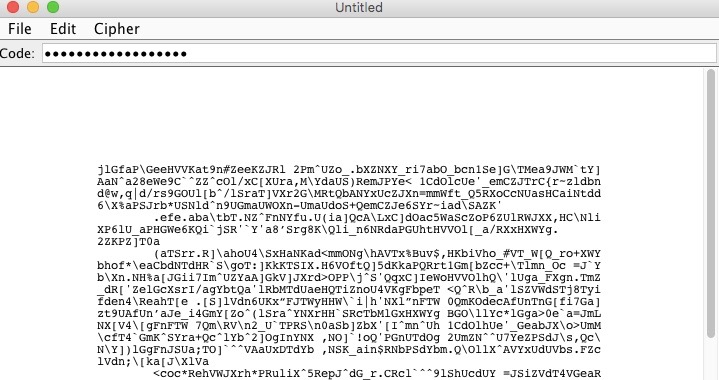 Untitled
File Edit Cipher
Code: ●●●●●●●●●●●●●●●●●●
jlGfaP\GeeHVVKat9n#ZeeKZJRl 2Pm^UZo_.bXZNXY_ri7abO_bcn1Se]G\TMea9JWM`tY]
AaN^a28eWe9C`^ZZ^cOl/xC[XUra,M\YdaUS)RemJPYe< 1CdOlcUe'_emCZJTrC{r~zldbn
d@w,q|d/rs9GOUl[b^/lSraT]VXr2G\MRtQbANYxUcZJXn=mmWft_Q5RXoCcNUasHCaiNtdd
6\X%aPSJrb*USNld^n9UGmaUWOXn-UmaUdoS+QemCZJe6SYr~iad\SAZK'
.efe.aba\tbT.NZ^FnNYfu.U(ia]QcA\LxC]dOac5WaScZoP6ZUlRWJXX,HC\Nli
XP6lU_aPHGWe6KQi`jSR'`Y'a8'Srg8K\Qli_n6NRdaPGUhtHVVOl[_a/RXxHXWYg.
2ZKPZ]T0a
(aTSrr.R]\ahoU4\SxHaNKad<mmONg\hAVTx%Buv$,HKbiVho_#VT_W[Q_ro+XWY
bhof*\eaCbdNTdHR`S\goT:]KkKTSIX.H6VOftQ]5dKkaPQRrtlGm[bZcc+\Tlmn_Oc =J`Y
b\Xn.NH%a[JGii7Im^UZYaA]GkV]JXrd>OPP\j^S'QqxC]IeWoHVVOlhQ\'lUga_FXgn.TmZ
_dR['ZelGcXsrI/agYbtQa'lRbMTdUaeHQTiZnoU4VKgFbpeT <Q^R\b_a'lSZVWdSTj8Tyi
fden4\ReahT[e .[S]lVdn6UKx"FJTWyHHW\`i|h'NXl"nFTW 0QmKOdecAfUnTnG[fi7Ga]
zt9UAfUn'aJe_i4GmY[Zo^(lSra^YNXrHH`SRcTbMlGxHXWYg BGO\llYc*lGga>0e`a=JmL
NX[V4\[gFnFTW 7Qm\RV\n2_U`TPRS\n0aSb]ZbX'[I^mn^Uh 1CdOlhUe'_GeabJX\o>UmM
\cfT4`GmK^SYra+Qc^lYb^2]OgInYNX ,NO]`!oQ'PGnUTdOg 2UmZN^^U7YeZPSdJ\s,Qc\
N\Y])lGgFnJSUa;TO]`^^VAaUxDTdYb ,NSK_ain$RNbPSdYbm.Q\OllX^AVYxUdUVbs.FZc
lVdn;\[ka[J\XlVa
<coc*RehVWJXrh*PRuliX^5RepJ^dG_r.CRcl`^^9lShUcdUY =JSiZVdT4VGeaR